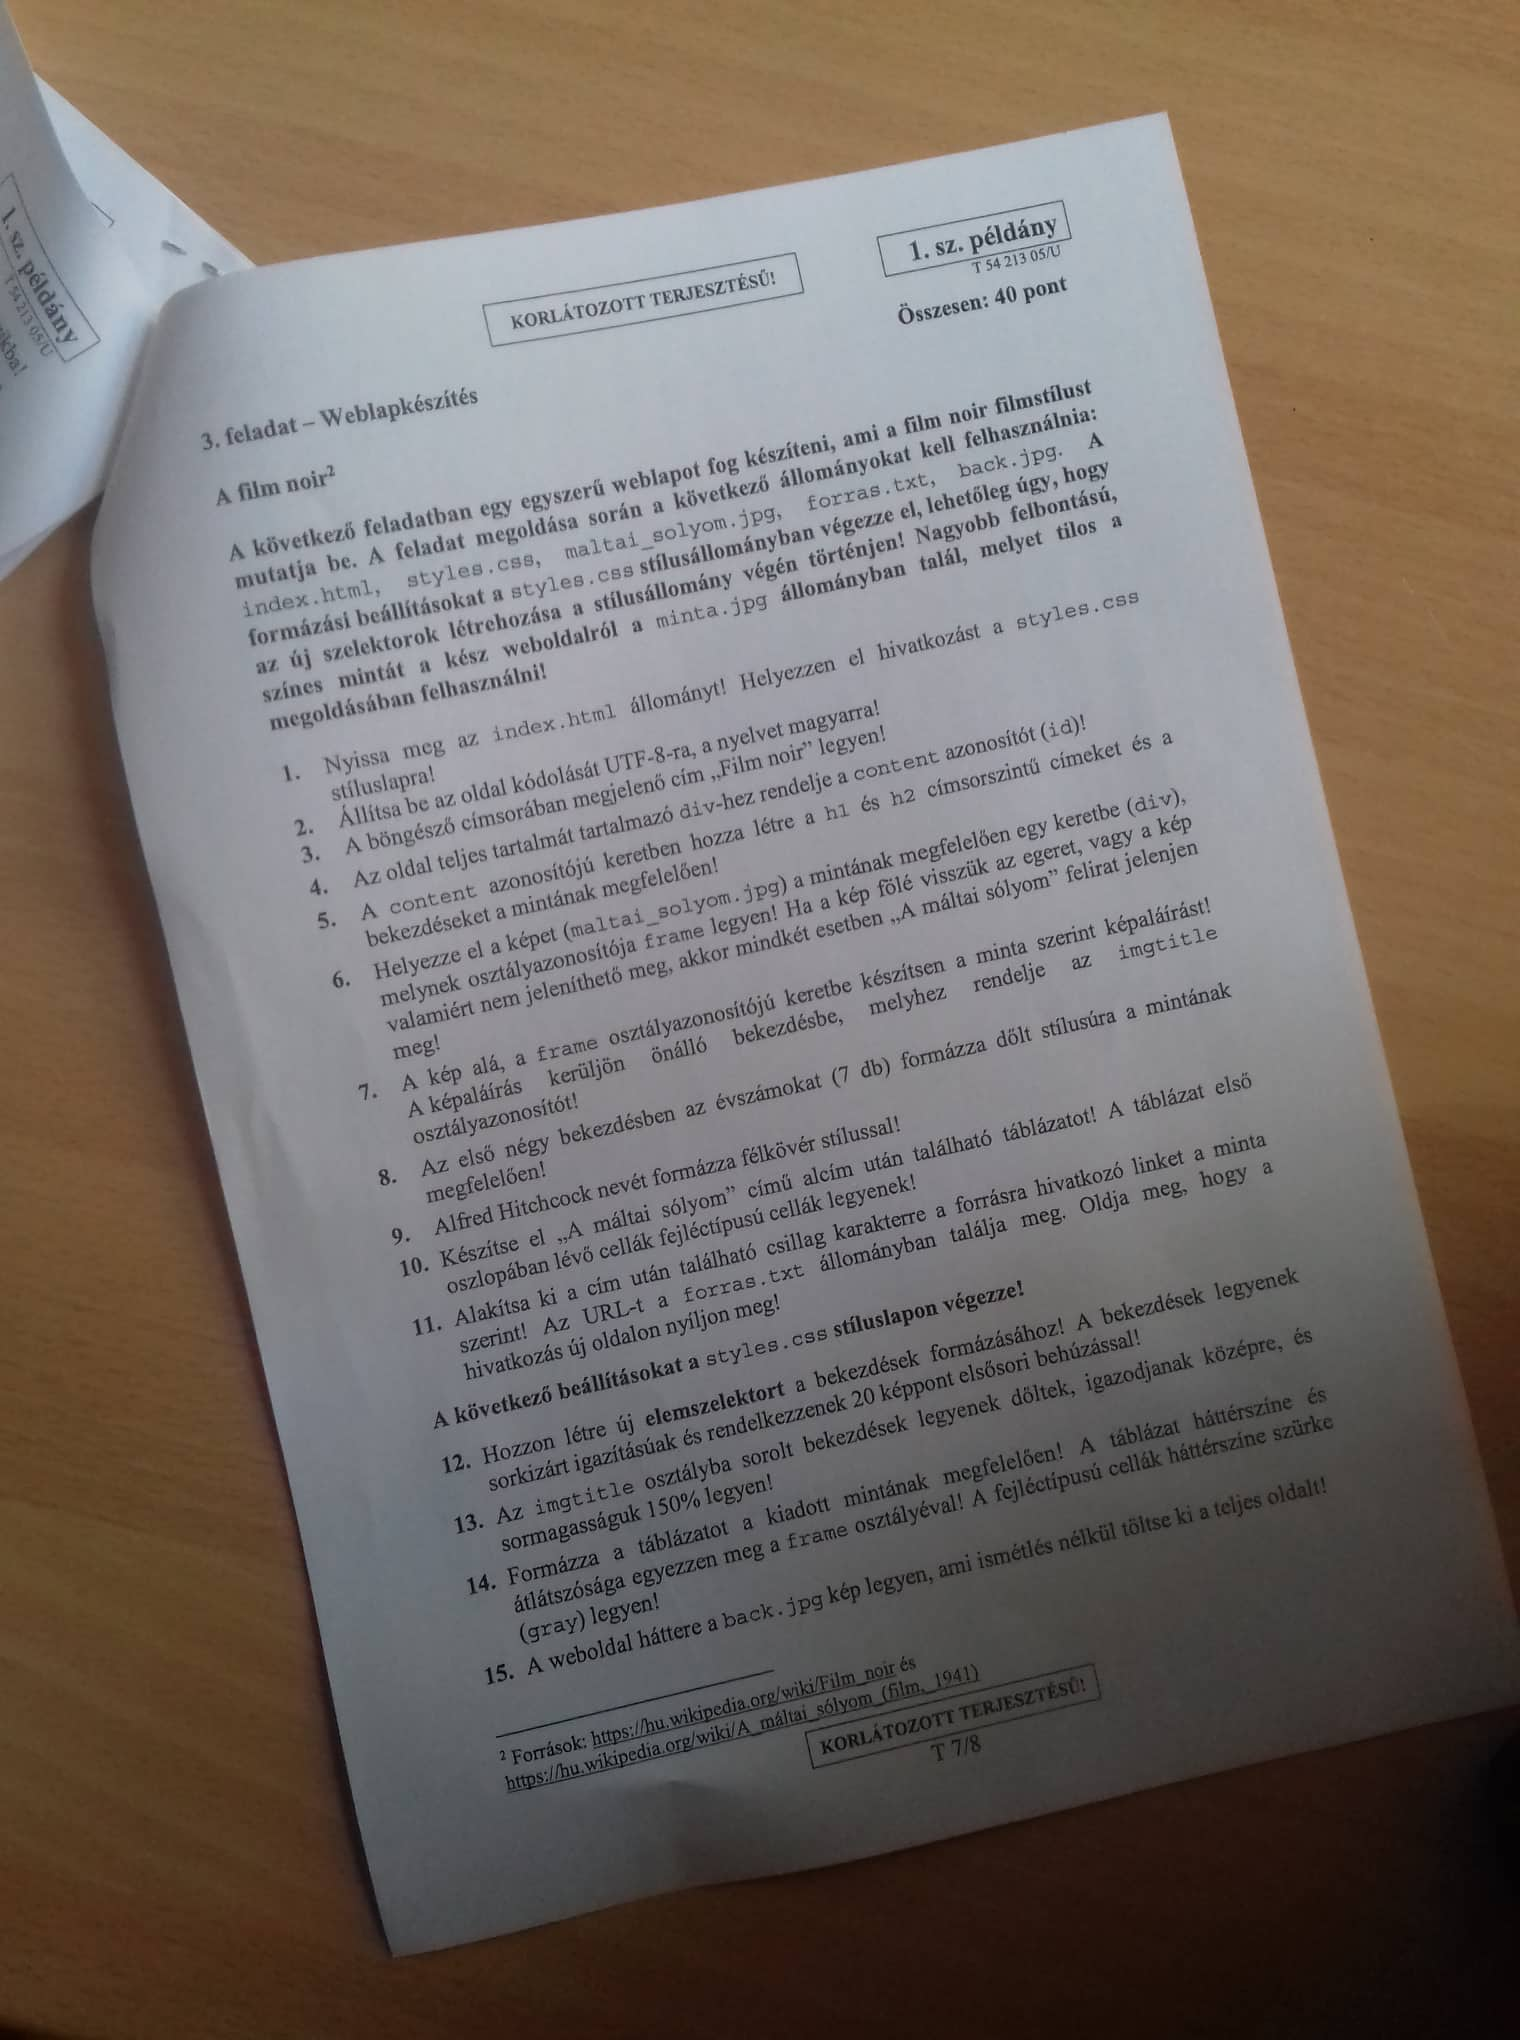 1. sz. példány
T 54 213 05/U
kba!
KORLÁTOZOTT TERJESZTÉSŰ!
1. sz. példány
T 54 213 05/U
Összesen: 40 pont
3. feladat – Weblapkészítés
A film noir²
A következő feladatban egy egyszerű weblapot fog készíteni, ami a film noir filmstílust
mutatja be. A feladat megoldása során a következő állományokat kell felhasználnia:
index.html, styles.css, maltai_solyom.jpg, forras.txt, back.jpg. A
formázási beállításokat a styles.css stílusállományban végezze el, lehetőleg úgy, hogy
az új szelektorok létrehozása a stílusállomány végén történjen! Nagyobb felbontású,
színes mintát a kész weboldalról a minta.jpg állományban talál, melyet tilos a
megoldásában felhasználni!
1. Nyissa meg az index.html állományt! Helyezzen el hivatkozást a styles.css
stíluslapra!
2. Állítsa be az oldal kódolását UTF-8-ra, a nyelvet magyarra!
3. A böngésző címsorában megjelenő cím „Film noir” legyen!
4. Az oldal teljes tartalmát tartalmazó div-hez rendelje a content azonosítót (id)!
5. A content azonosítójú keretben hozza létre a h1 és h2 címsorszintű címeket és a
bekezdéseket a mintának megfelelően!
6. Helyezze el a képet (maltai_solyom.jpg) a mintának megfelelően egy keretbe (div),
melynek osztályazonosítója frame legyen! Ha a kép fölé visszük az egeret, vagy a kép
valamiért nem jeleníthető meg, akkor mindkét esetben „A máltai sólyom” felirat jelenjen
meg!
7. A kép alá, a frame osztályazonosítójú keretbe készítsen a minta szerint képaláírást!
A képaláírás kerüljön önálló bekezdésbe, melyhez rendelje az imgtitle
osztályazonosítót!
8. Az első négy bekezdésben az évszámokat (7 db) formázza dőlt stílusúra a mintának
megfelelően!
9. Alfred Hitchcock nevét formázza félkövér stílussal!
10. Készítse el „A máltai sólyom” című alcím után található táblázatot! A táblázat első
oszlopában lévő cellák fejléctípusú cellák legyenek!
11. Alakítsa ki a cím után található csillag karakterre a forrásra hivatkozó linket a minta
szerint! Az URL-t a forras.txt állományban találja meg. Oldja meg, hogy a
hivatkozás új oldalon nyíljon meg!
A következő beállításokat a styles.css stíluslapon végezze!
12. Hozzon létre új elemszelektort a bekezdések formázásához! A bekezdések legyenek
sorkizárt igazításúak és rendelkezzenek 20 képpont elsősori behúzással!
13. Az imgtitle osztályba sorolt bekezdések legyenek dőltek, igazodjanak középre, és
sormagasságuk 150% legyen!
14. Formázza a táblázatot a kiadott mintának megfelelően! A táblázat háttérszíne és
átlátszósága egyezzen meg a frame osztályéval! A fejléctípusú cellák háttérszíne szürke
(gray) legyen!
15. A weboldal háttere a back.jpg kép legyen, ami ismétlés nélkül töltse ki a teljes oldalt!
² Források: https://hu.wikipedia.org/wiki/Film_noir és
https://hu.wikipedia.org/wiki/A_máltai_sólyom_(film,_1941)
KORLÁTOZOTT TERJESZTÉSŰ!
T 7/8